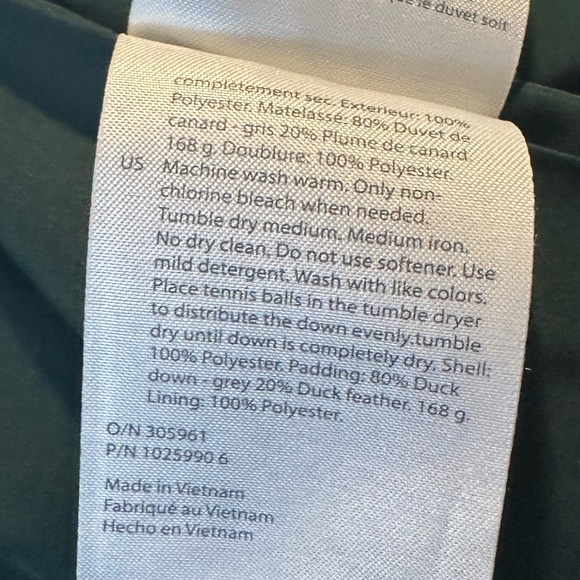 le duvet soit
complètement sec. Exterieur: 100%
Polyester. Matelassé: 80% Duvet de
canard - gris 20% Plume de canard.
168 g. Doublure: 100% Polyester.
US Machine wash warm. Only non-
chlorine bleach when needed.
Tumble dry medium. Medium iron.
No dry clean. Do not use softener. Use
mild detergent. Wash with like colors.
Place tennis balls in the tumble dryer
to distribute the down evenly.tumble
dry until down is completely dry. Shell:
100% Polyester. Padding: 80% Duck
down - grey 20% Duck feather. 168 g.
Lining: 100% Polyester.
O/N 305961
P/N 1025990 6
Made in Vietnam
Fabriqué au Vietnam
Hecho en Vietnam